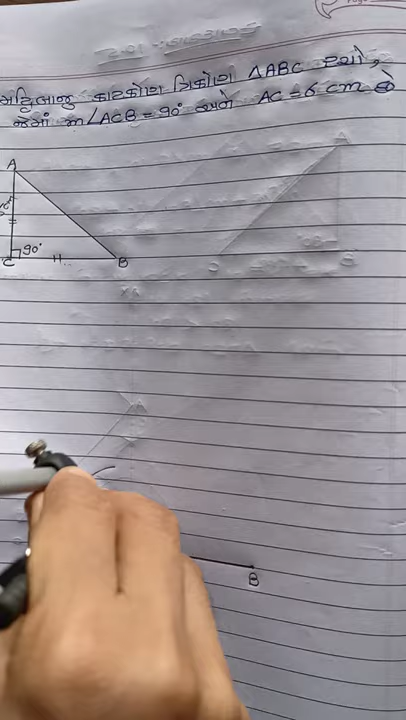 સમદ્વિબાજુ કાટકોણ ત્રિકોણ ΔABC રચો,
જેમાં m∠ACB = 90° અને AC = 6 cm છે
A
90°
C
B
B